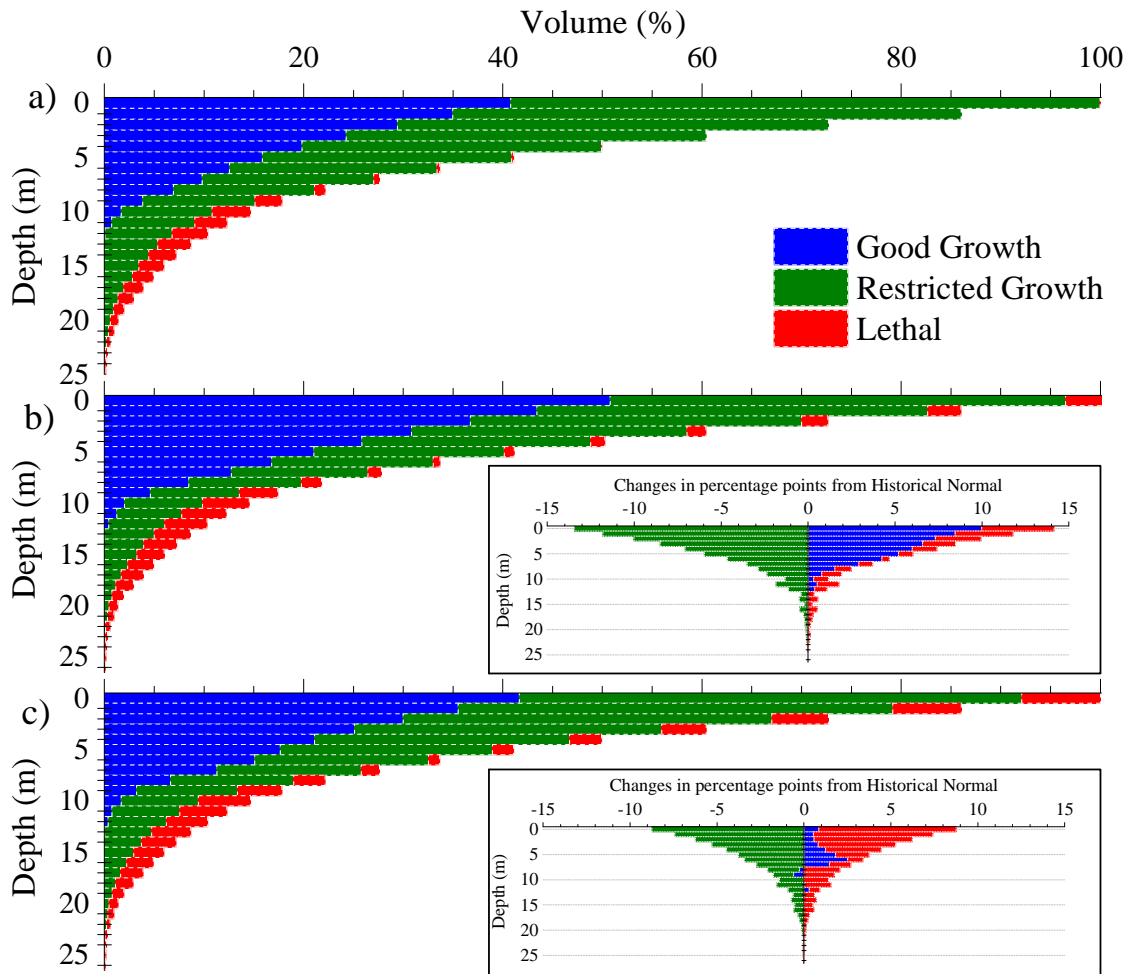 Volume (%)
0 20 40 60 80 100
a)
0
5
10
15
20
25
Depth (m)
Good Growth
Restricted Growth
Lethal
b)
0
5
10
15
20
25
Depth (m)
Changes in percentage points from Historical Normal
-15 -10 -5 0 5 10 15
0
5
10
15
20
25
Depth (m)
c)
0
5
10
15
20
25
Depth (m)
Changes in percentage points from Historical Normal
-15 -10 -5 0 5 10 15
0
5
10
15
20
25
Depth (m)